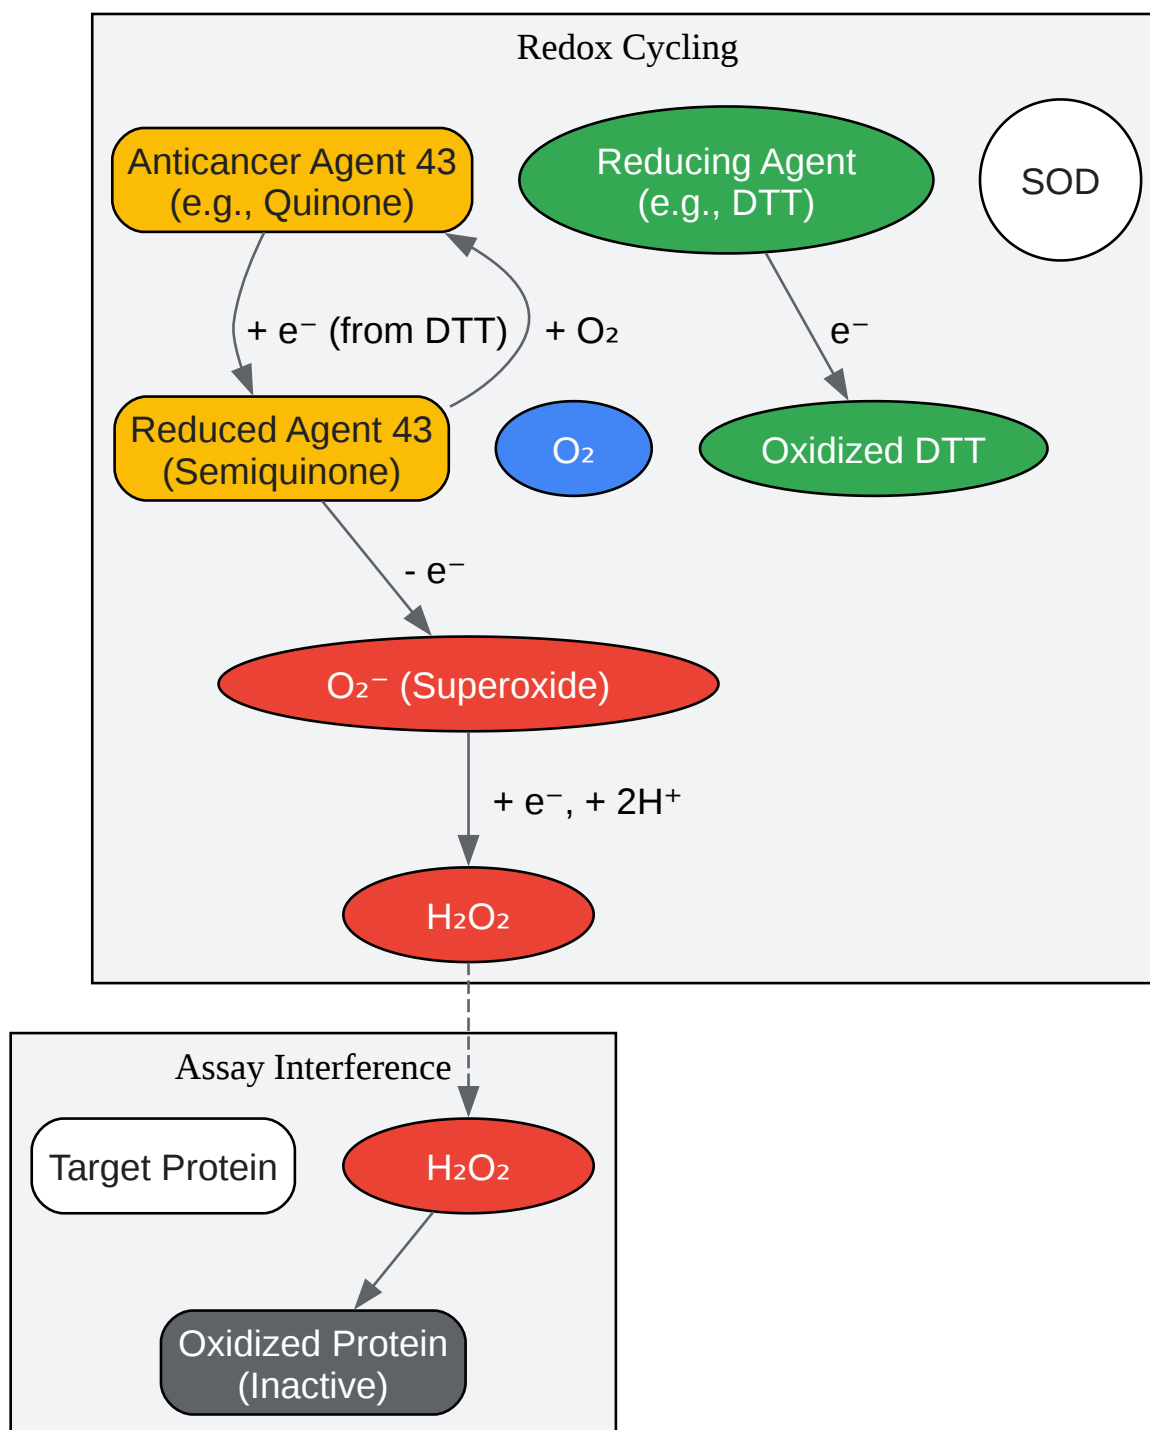 Redox Cycling
Anticancer Agent 43
(e.g., Quinone)
Reducing Agent
(e.g., DTT)
SOD
+ e⁻ (from DTT)
+ O₂
e⁻
Reduced Agent 43
(Semiquinone)
O₂
Oxidized DTT
- e⁻
O₂⁻ (Superoxide)
+ e⁻, + 2H⁺
H₂O₂
Assay Interference
Target Protein
H₂O₂
Oxidized Protein
(Inactive)